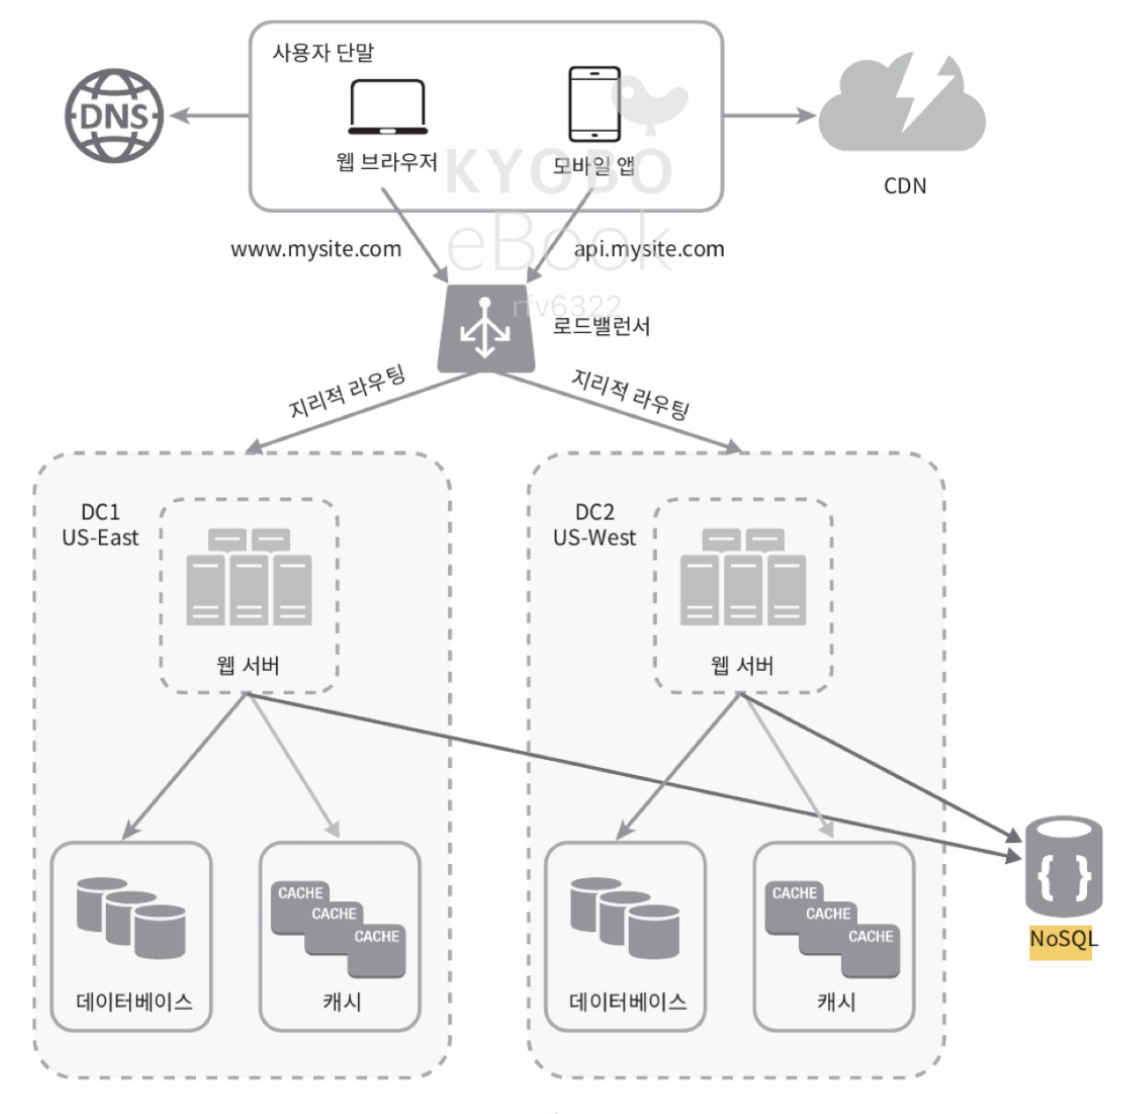 사용자 단말
DNS
웹 브라우저
모바일 앱
KYOBO
eBook
rfv6322
CDN
www.mysite.com
api.mysite.com
로드밸런서
지리적 라우팅
지리적 라우팅
DC1
US-East
웹 서버
DC2
US-West
웹 서버
CACHE
CACHE
CACHE
데이터베이스
캐시
CACHE
CACHE
CACHE
데이터베이스
캐시
{ }
NoSQL